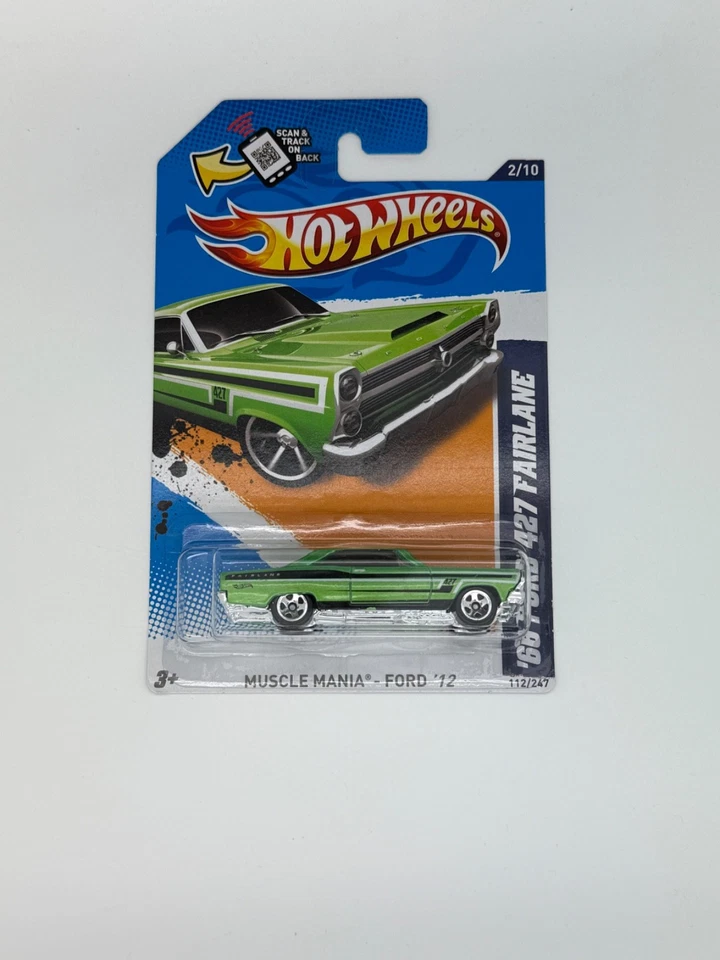 SCAN &
TRACK
ON
BACK
2/10
HOT WHEELS®
427
'66 FORD 427 FAIRLANE
FAIRLANE
427
3+
MUSCLE MANIA® - FORD '12
112/247